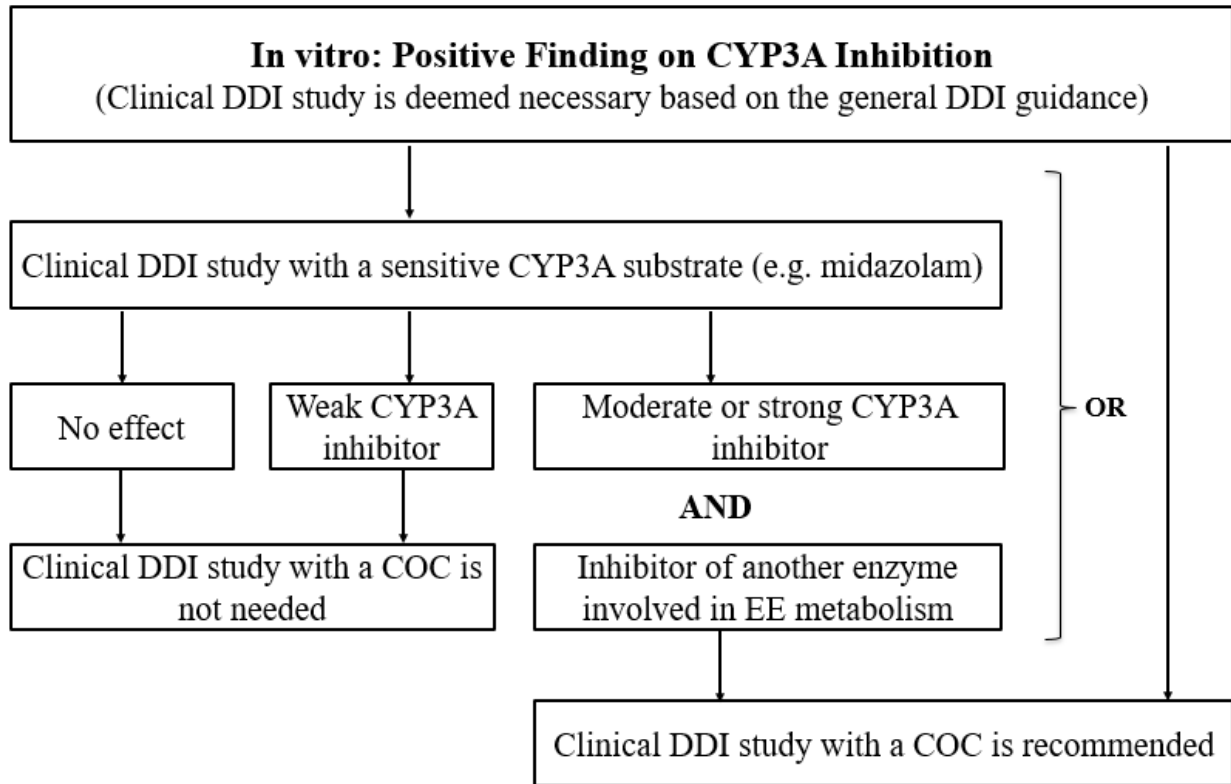 In vitro: Positive Finding on CYP3A Inhibition
(Clinical DDI study is deemed necessary based on the general DDI guidance)
Clinical DDI study with a sensitive CYP3A substrate (e.g. midazolam)
No effect
Weak CYP3A
inhibitor
Moderate or strong CYP3A
inhibitor
OR
AND
Clinical DDI study with a COC is
not needed
Inhibitor of another enzyme
involved in EE metabolism
Clinical DDI study with a COC is recommended